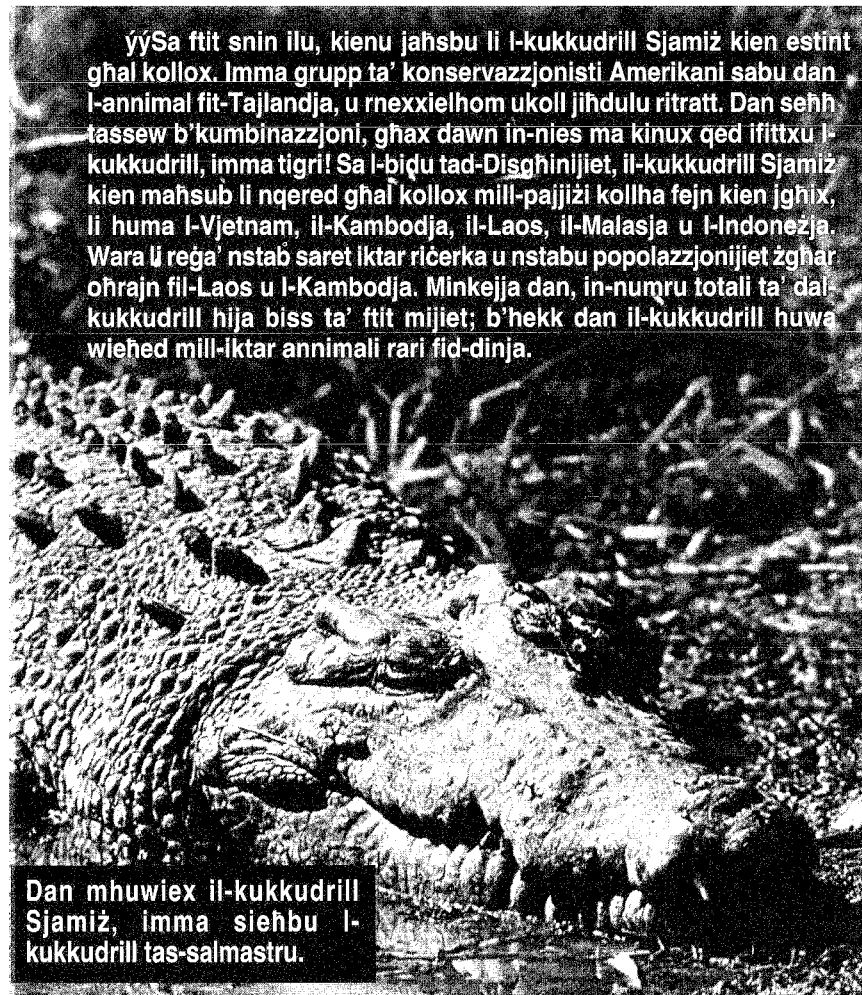 ýýSa ftit snin ilu, kienu jaħsbu li l-kukkudrill Sjamiż kien estint
għal kollox. Imma grupp ta' konservazzjonisti Amerikani sabu dan
l-annimal fit-Tajlandja, u rnexxielhom ukoll jiħdulu ritratt. Dan seħħ
tassew b'kumbinazzjoni, għax dawn in-nies ma kinux qed ifittxu l-
kukkudrill, imma tigri! Sa l-bidu tad-Disgħinijiet, il-kukkudrill Sjamiż
kien maħsub li nqered għal kollox mill-pajjiżi kollha fejn kien jgħix,
li huma l-Vjetnam, il-Kambodja, il-Laos, il-Malasja u l-Indoneżja.
Wara li reġa' nstab saret iktar riċerka u nstabu popolazzjonijiet żgħar
oħrajn fil-Laos u l-Kambodja. Minkejja dan, in-numru totali ta' dal-
kukkudrill hija biss ta' ftit mijiet; b'hekk dan il-kukkudrill huwa
wieħed mill-iktar annimali rari fid-dinja.
Dan mhuwiex il-kukkudrill
Sjamiż, imma sieħbu l-
kukkudrill tas-salmastru.